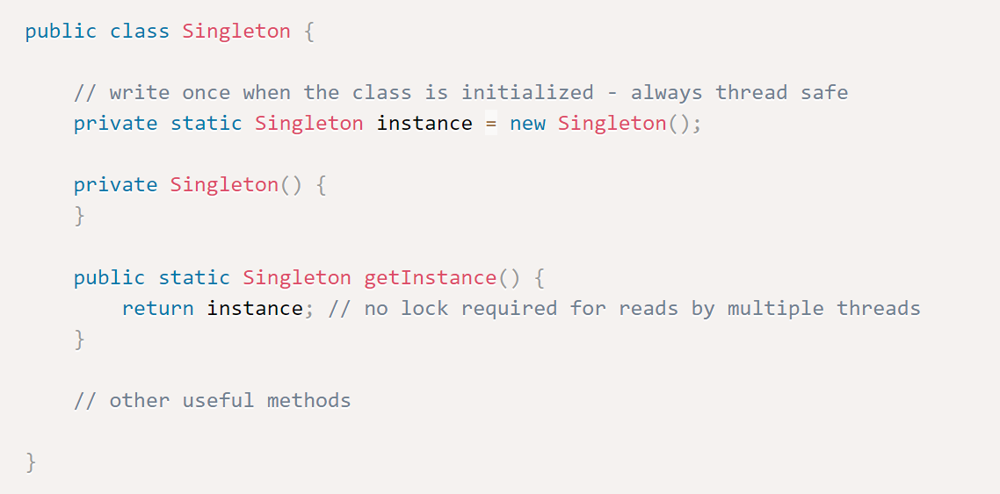 public class Singleton {
// write once when the class is initialized - always thread safe
private static Singleton instance = new Singleton();
private Singleton() {
}
public static Singleton getInstance() {
return instance; // no lock required for reads by multiple threads
}
// other useful methods
}